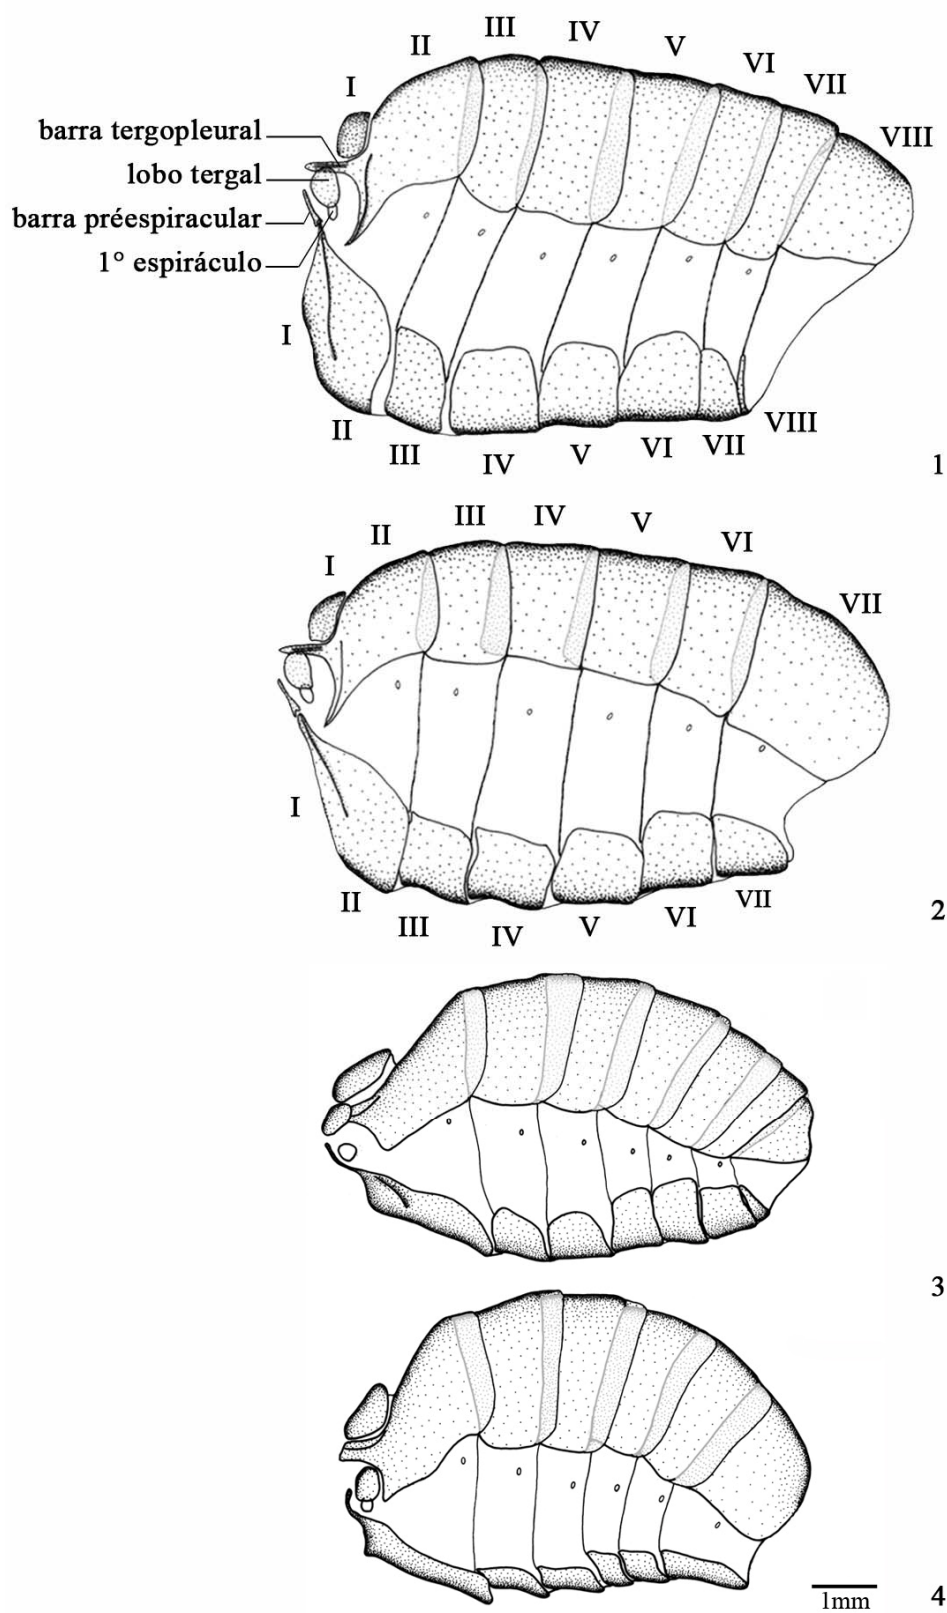 I II III IV V VI VII VIII
barra tergopleural
lobo tergal
barra préespiracular
1° espiráculo
I II III IV V VI VII VIII
1
I II III IV V VI VII
I II III IV V VI VII
2
3
4
1mm